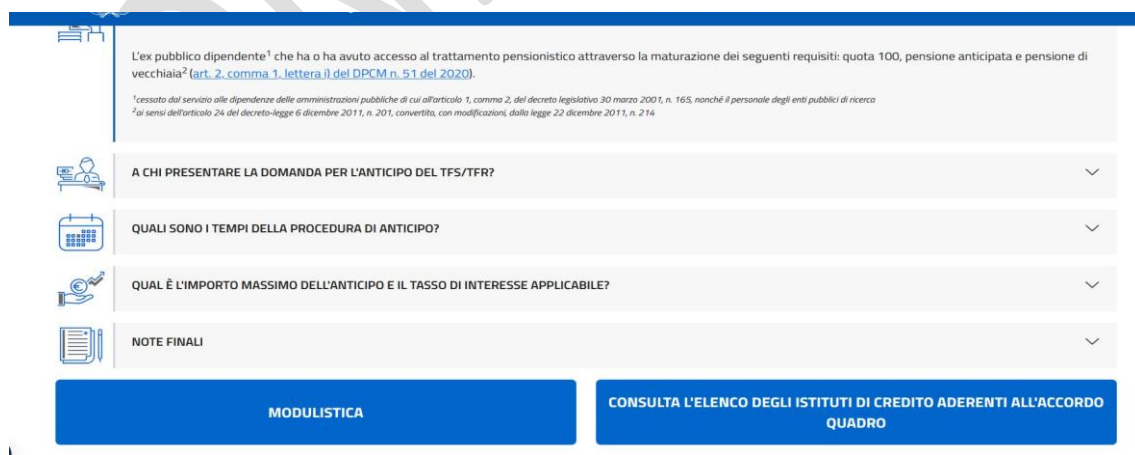 L'ex pubblico dipendente¹ che ha o ha avuto accesso al trattamento pensionistico attraverso la maturazione dei seguenti requisiti: quota 100, pensione anticipata e pensione di
vecchiaia² (art. 2, comma 1, lettera i) del DPCM n. 51 del 2020).
¹cessato dal servizio alle dipendenze delle amministrazioni pubbliche di cui all'articolo 1, comma 2, del decreto legislativo 30 marzo 2001, n. 165, nonché il personale degli enti pubblici di ricerca
²ai sensi dell'articolo 24 del decreto-legge 6 dicembre 2011, n. 201, convertito, con modificazioni, dalla legge 22 dicembre 2011, n. 214
A CHI PRESENTARE LA DOMANDA PER L'ANTICIPO DEL TFS/TFR?
QUALI SONO I TEMPI DELLA PROCEDURA DI ANTICIPO?
QUAL È L'IMPORTO MASSIMO DELL'ANTICIPO E IL TASSO DI INTERESSE APPLICABILE?
NOTE FINALI
MODULISTICA
CONSULTA L'ELENCO DEGLI ISTITUTI DI CREDITO ADERENTI ALL'ACCORDO
QUADRO